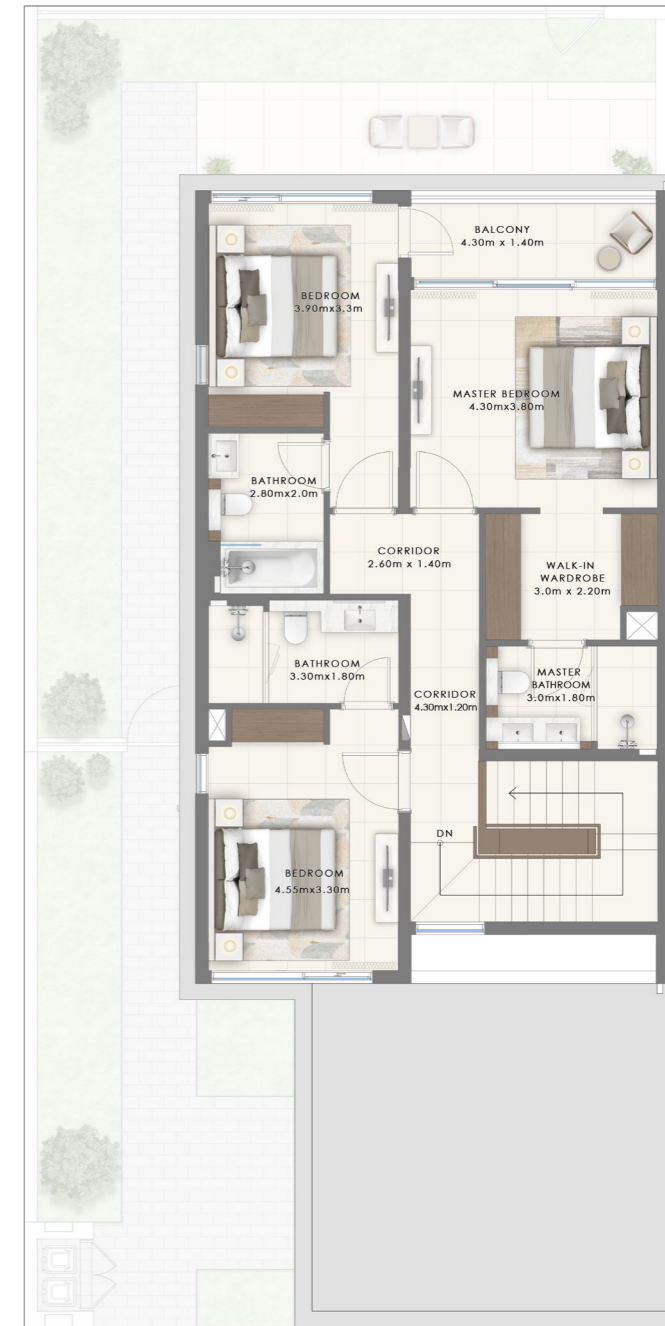 BALCONY
4.30m x 1.40m
BEDROOM
3.90mx3.3m
MASTER BEDROOM
4.30mx3.80m
BATHROOM
2.80mx2.0m
CORRIDOR
2.60m x 1.40m
WALK-IN
WARDROBE
3.0m x 2.20m
BATHROOM
3.30mx1.80m
MASTER
BATHROOM
3.0mx1.80m
CORRIDOR
4.30mx1.20m
DN
BEDROOM
4.55mx3.30m